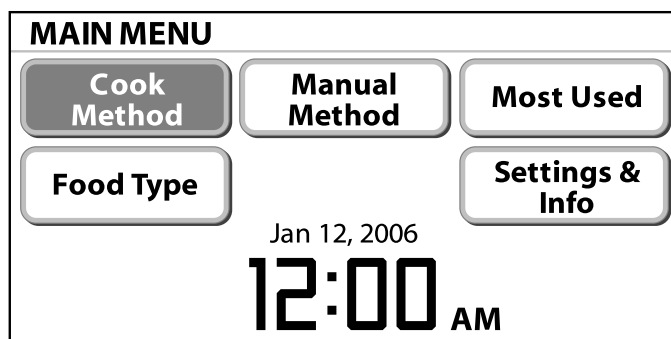 MAIN MENU
Cook
Method
Manual
Method
Most Used
Food Type
Settings &
Info
Jan 12, 2006
12:00 AM